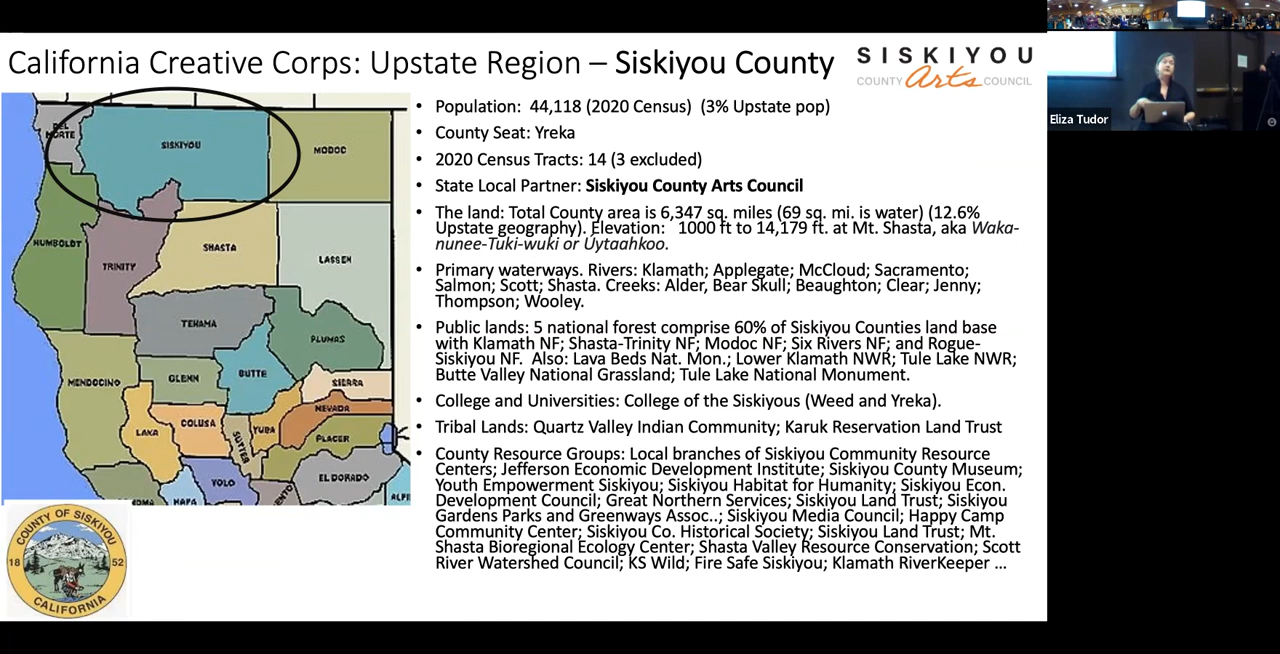 California Creative Corps: Upstate Region – Siskiyou County
SISKIYOU
COUNTY Arts COUNCIL
Eliza Tudor
• Population: 44,118 (2020 Census) (3% Upstate pop)
• County Seat: Yreka
• 2020 Census Tracts: 14 (3 excluded)
• State Local Partner: Siskiyou County Arts Council
• The land: Total County area is 6,347 sq. miles (69 sq. mi. is water) (12.6%
Upstate geography). Elevation: 1000 ft to 14,179 ft. at Mt. Shasta, aka Waka-
nunee-Tuki-wuki or Úytaahkoo.
• Primary waterways. Rivers: Klamath; Applegate; McCloud; Sacramento;
Salmon; Scott; Shasta. Creeks: Alder, Bear Skull; Beaughton; Clear; Jenny;
Thompson; Wooley.
• Public lands: 5 national forest comprise 60% of Siskiyou Counties land base
with Klamath NF; Shasta-Trinity NF; Modoc NF; Six Rivers NF; and Rogue-
Siskiyou NF. Also: Lava Beds Nat. Mon.; Lower Klamath NWR; Tule Lake NWR;
Butte Valley National Grassland; Tule Lake National Monument.
• College and Universities: College of the Siskiyous (Weed and Yreka).
• Tribal Lands: Quartz Valley Indian Community; Karuk Reservation Land Trust
• County Resource Groups: Local branches of Siskiyou Community Resource
Centers; Jefferson Economic Development Institute; Siskiyou County Museum;
Youth Empowerment Siskiyou; Siskiyou Habitat for Humanity; Siskiyou Econ.
Development Council; Great Northern Services; Siskiyou Land Trust; Siskiyou
Gardens Parks and Greenways Assoc..; Siskiyou Media Council; Happy Camp
Community Center; Siskiyou Co. Historical Society; Siskiyou Land Trust; Mt.
Shasta Bioregional Ecology Center; Shasta Valley Resource Conservation; Scott
River Watershed Council; KS Wild; Fire Safe Siskiyou; Klamath RiverKeeper ...
DEL
NORTE
SISKIYOU
MODOC
HUMBOLDT
TRINITY
SHASTA
LASSEN
TEHAMA
PLUMAS
MENDOCINO
GLENN
BUTTE
SIERRA
NEVADA
LAKA
COLUSA
SUTTER
YUBA
PLACER
YOLO
EL DORADO
OMA
NAPA
ENTO
ALPI
COUNTY OF SISKIYOU
18 52
CALIFORNIA